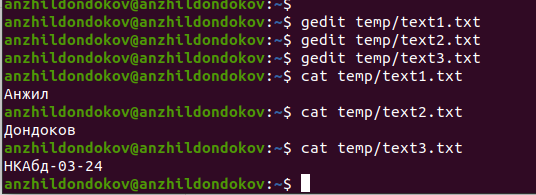 anzhildondokov@anzhildondokov:~$
anzhildondokov@anzhildondokov:~$ gedit temp/text1.txt
anzhildondokov@anzhildondokov:~$ gedit temp/text2.txt
anzhildondokov@anzhildondokov:~$ gedit temp/text3.txt
anzhildondokov@anzhildondokov:~$ cat temp/text1.txt
Анжил
anzhildondokov@anzhildondokov:~$ cat temp/text2.txt
Дондоков
anzhildondokov@anzhildondokov:~$ cat temp/text3.txt
НКАбд-03-24
anzhildondokov@anzhildondokov:~$